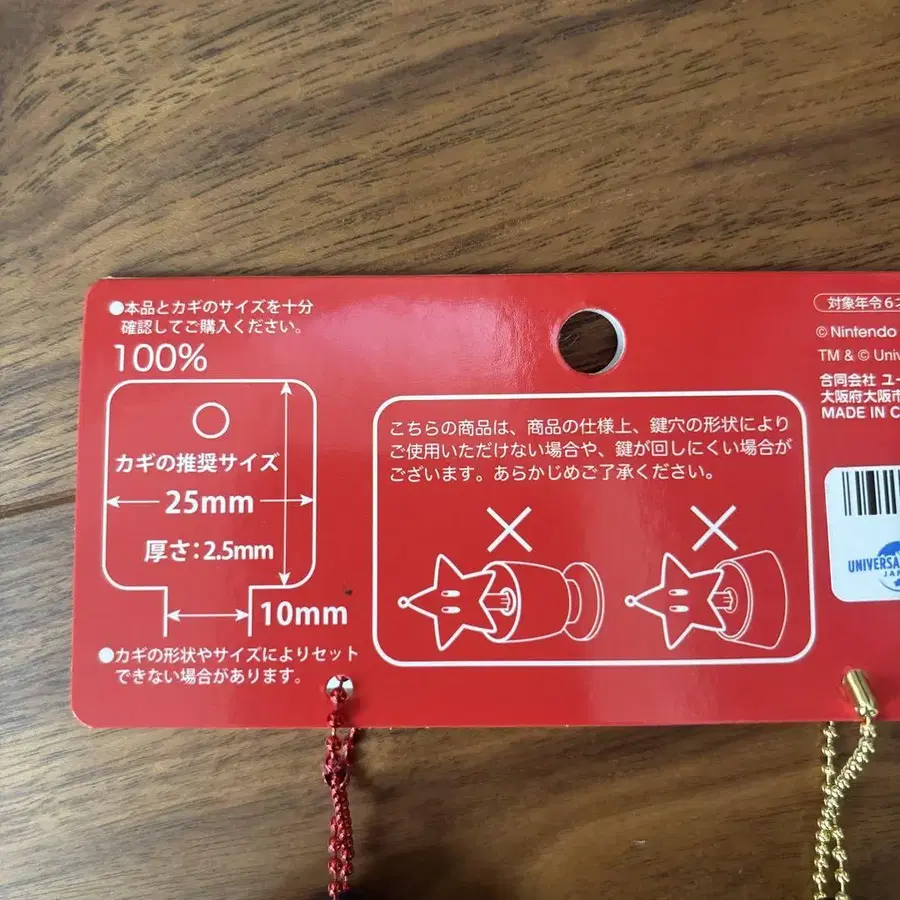 ●本品とカギのサイズを十分
確認してご購入ください。
100%
カギの推奨サイズ
25mm
厚さ:2.5mm
10mm
●カギの形状やサイズによりセット
できない場合があります。
こちらの商品は、商品の仕様上、鍵穴の形状により
ご使用いただけない場合や、鍵が回しにくい場合が
ございます。あらかじめご了承ください。
対象年令6
© Nintendo
TM & © Univ
合同会社 ユー
大阪府大阪市
MADE IN C
UNIVERSA
JAP